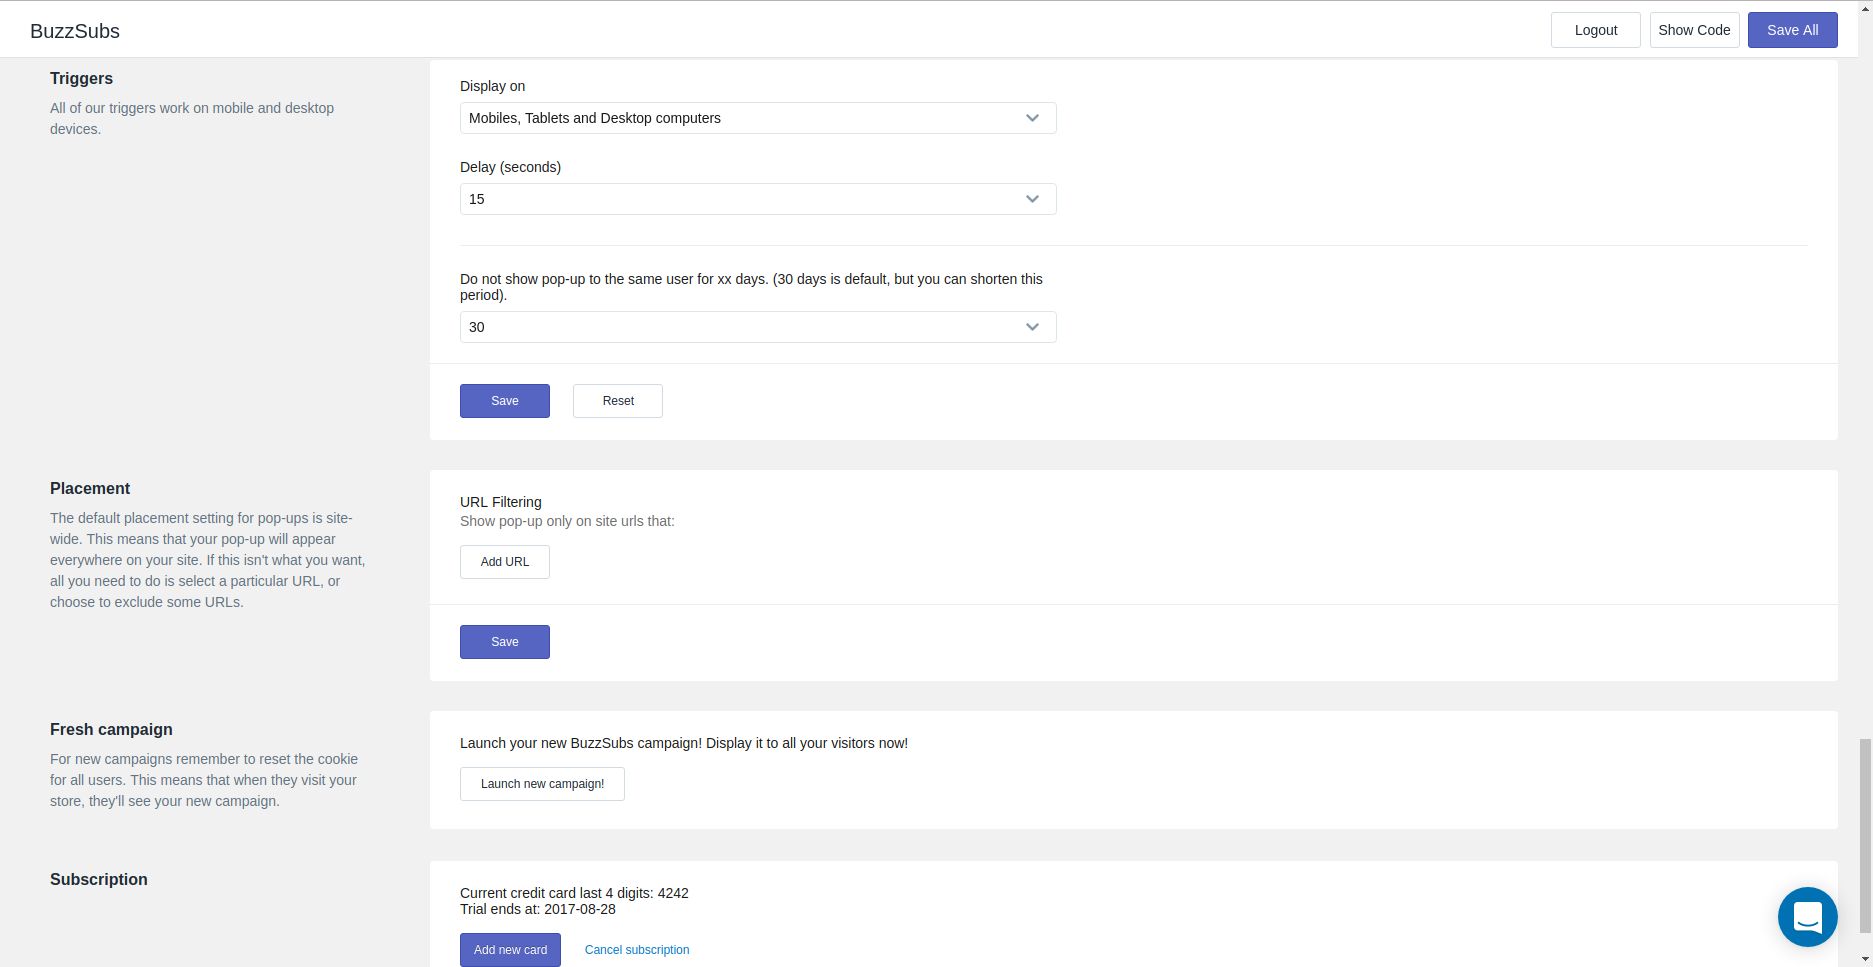 BuzzSubs
Logout
Show Code
Save All
Triggers
All of our triggers work on mobile and desktop
devices.
Display on
Mobiles, Tablets and Desktop computers
Delay (seconds)
15
Do not show pop-up to the same user for xx days. (30 days is default, but you can shorten this
period).
30
Save
Reset
Placement
The default placement setting for pop-ups is site-
wide. This means that your pop-up will appear
everywhere on your site. If this isn't what you want,
all you need to do is select a particular URL, or
choose to exclude some URLs.
URL Filtering
Show pop-up only on site urls that:
Add URL
Save
Fresh campaign
For new campaigns remember to reset the cookie
for all users. This means that when they visit your
store, they'll see your new campaign.
Launch your new BuzzSubs campaign! Display it to all your visitors now!
Launch new campaign!
Subscription
Current credit card last 4 digits: 4242
Trial ends at: 2017-08-28
Add new card
Cancel subscription